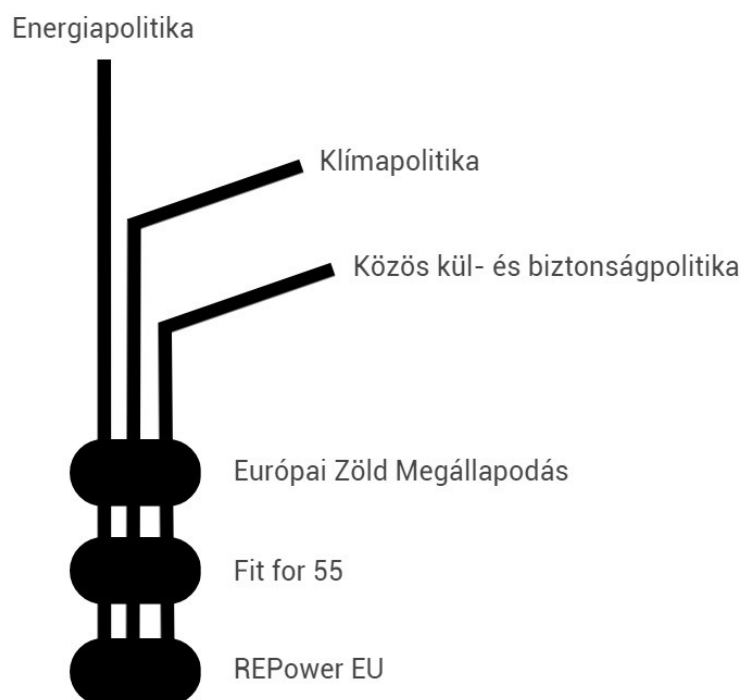 Energiapolitika
Klímapolitika
Közös kül- és biztonságpolitika
Európai Zöld Megállapodás
Fit for 55
REPower EU